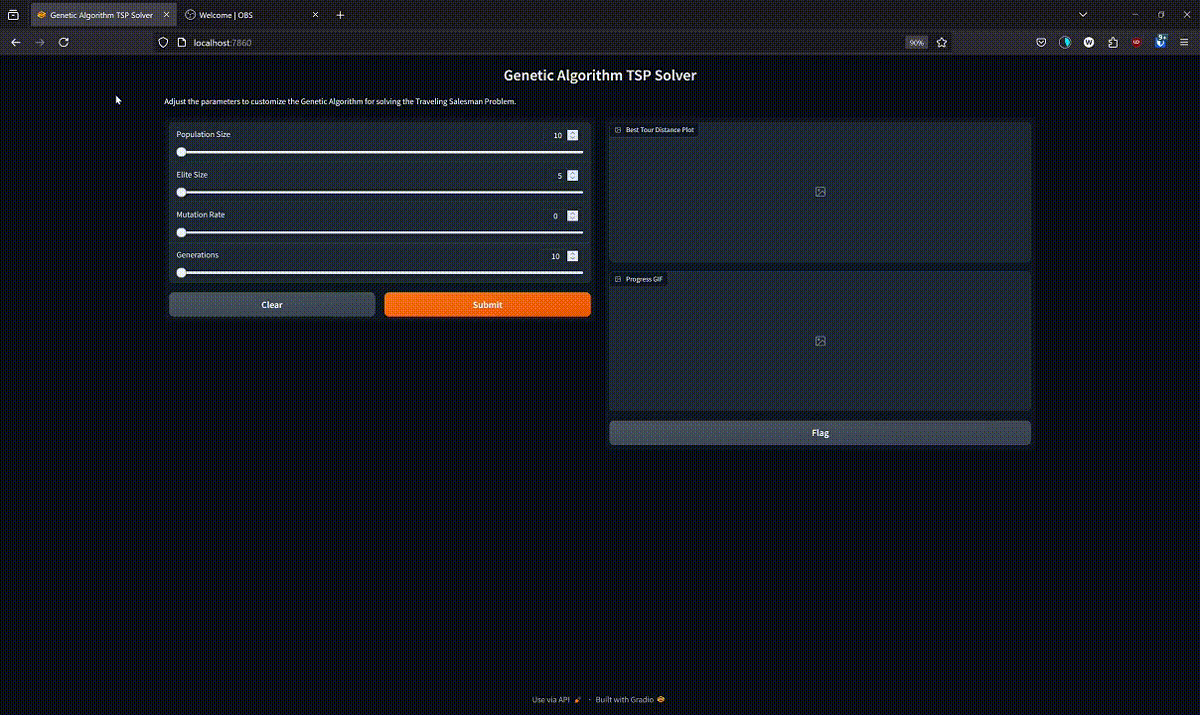 Genetic Algorithm TSP Solver
Welcome | OBS
localhost:7860
90%
Genetic Algorithm TSP Solver
Adjust the parameters to customize the Genetic Algorithm for solving the Traveling Salesman Problem.
Population Size
10
Elite Size
5
Mutation Rate
0
Generations
10
Clear
Submit
Best Tour Distance Plot
Progress GIF
Flag
Use via API
·
Built with Gradio